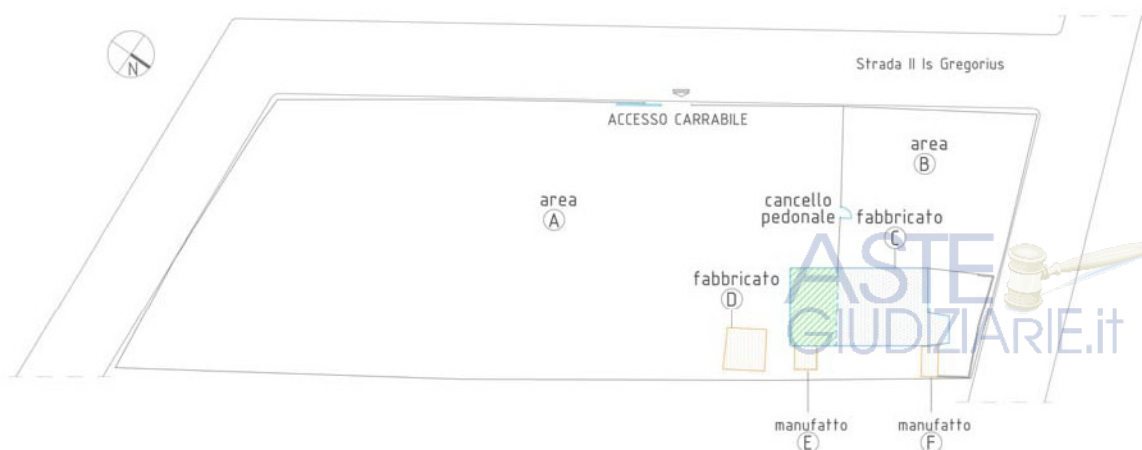 N
Strada II Is Gregorius
ACCESSO CARRABILE
area
B
area
A
cancello
pedonale
fabbricato
C
fabbricato
D
ASTE
GIUDIZIARIE.it
manufatto
E
manufatto
F